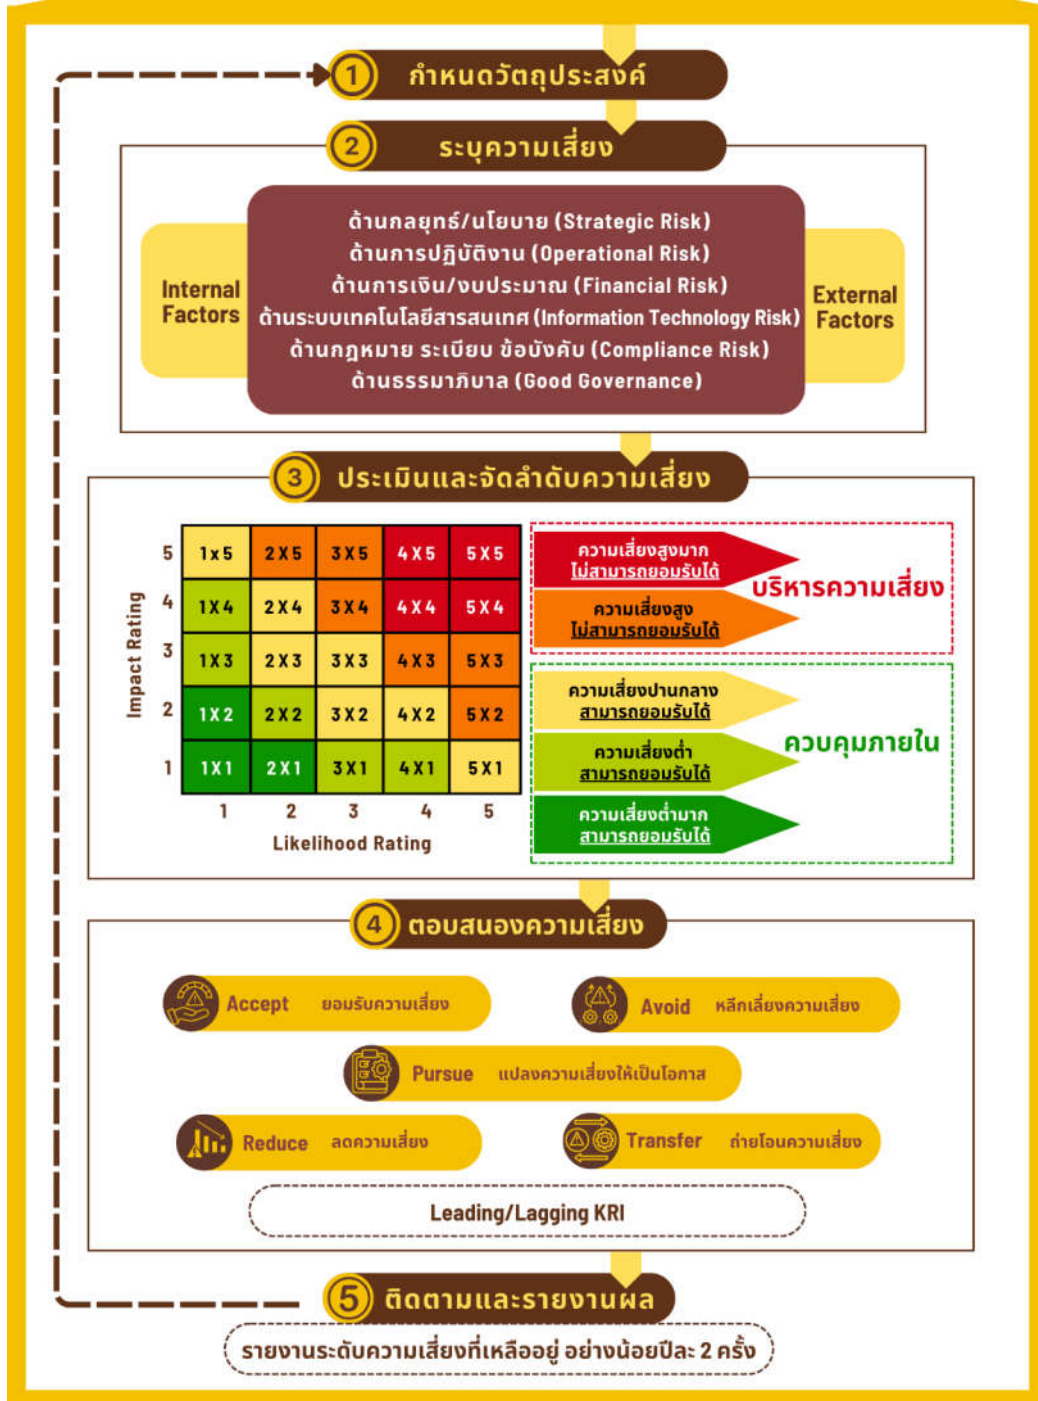 1 กำหนดวัตถุประสงค์
2 ระบุความเสี่ยง
Internal
Factors
ด้านกลยุทธ์/นโยบาย (Strategic Risk)
ด้านการปฏิบัติงาน (Operational Risk)
ด้านการเงิน/งบประมาณ (Financial Risk)
ด้านระบบเทคโนโลยีสารสนเทศ (Information Technology Risk)
ด้านกฎหมาย ระเบียบ ข้อบังคับ (Compliance Risk)
ด้านธรรมาภิบาล (Good Governance)
External
Factors
3 ประเมินและจัดลำดับความเสี่ยง
Impact Rating
5 1x5 2X5 3X5 4X5 5X5
4 1X4 2X4 3X4 4X4 5X4
3 1X3 2X3 3X3 4X3 5X3
2 1X2 2X2 3X2 4X2 5X2
1 1X1 2X1 3X1 4X1 5X1
1 2 3 4 5
Likelihood Rating
ความเสี่ยงสูงมาก
ไม่สามารถยอมรับได้
ความเสี่ยงสูง
ไม่สามารถยอมรับได้
บริหารความเสี่ยง
ความเสี่ยงปานกลาง
สามารถยอมรับได้
ความเสี่ยงต่ำ
สามารถยอมรับได้
ความเสี่ยงต่ำมาก
สามารถยอมรับได้
ควบคุมภายใน
4 ตอบสนองความเสี่ยง
Accept ยอมรับความเสี่ยง
Avoid หลีกเลี่ยงความเสี่ยง
Pursue แปลงความเสี่ยงให้เป็นโอกาส
Reduce ลดความเสี่ยง
Transfer ถ่ายโอนความเสี่ยง
Leading/Lagging KRI
5 ติดตามและรายงานผล
รายงานระดับความเสี่ยงที่เหลืออยู่ อย่างน้อยปีละ 2 ครั้ง